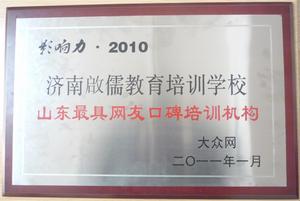 影响力·2010
济南啟儒教育培训学校
山东最具网友口碑培训机构
大众网
二〇一一年一月